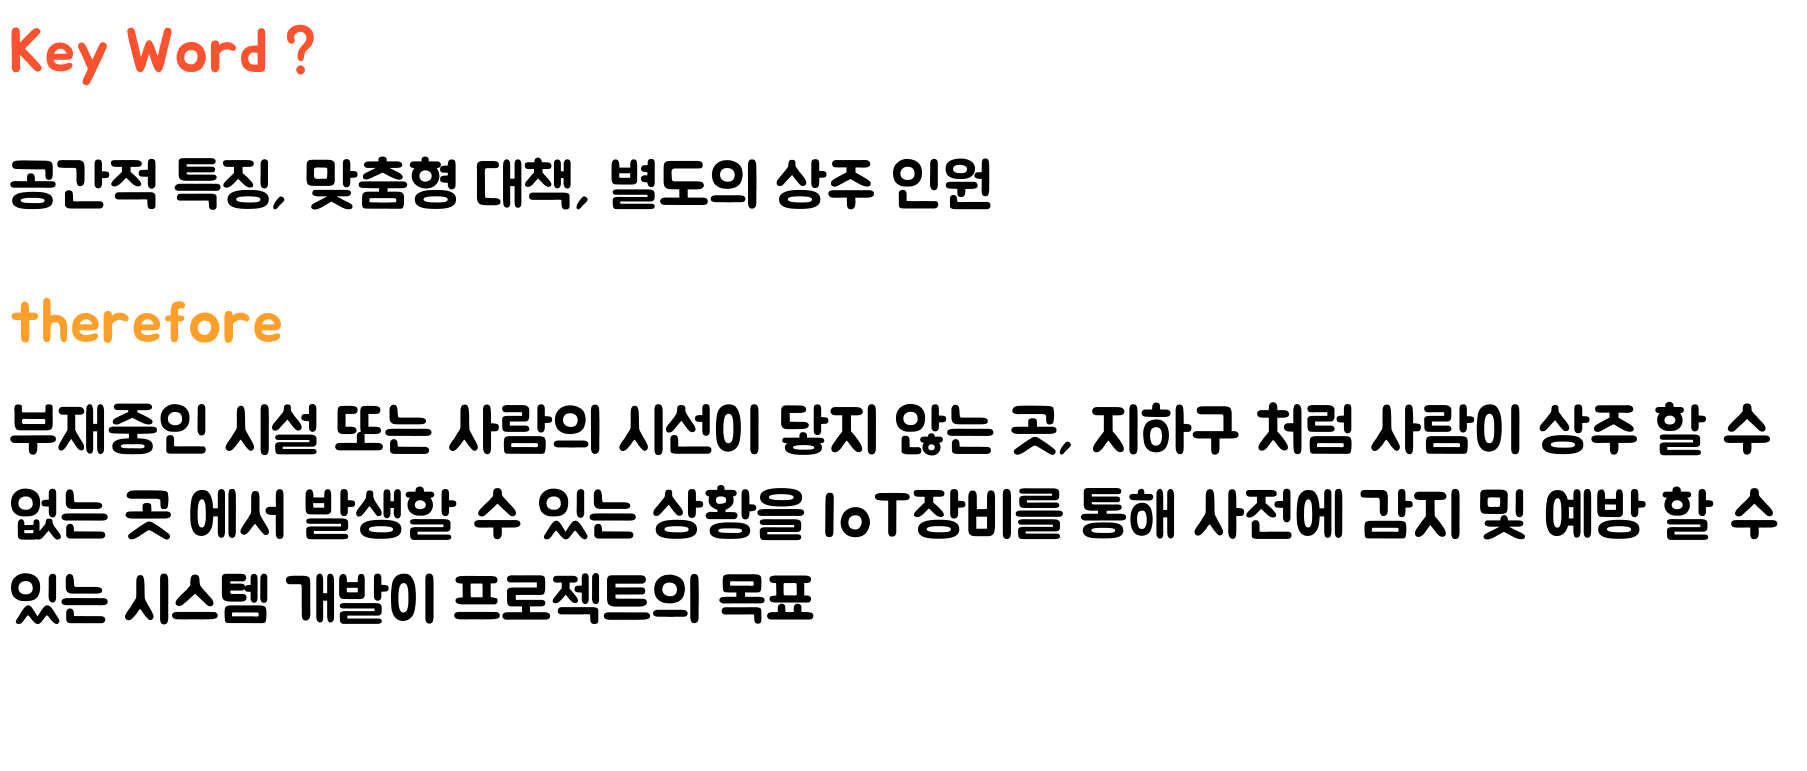 Key Word ?
공간적 특징, 맞춤형 대책, 별도의 상주 인원
therefore
부재중인 시설 또는 사람의 시선이 닿지 않는 곳, 지하구 처럼 사람이 상주 할 수
없는 곳 에서 발생할 수 있는 상황을 IoT장비를 통해 사전에 감지 및 예방 할 수
있는 시스템 개발이 프로젝트의 목표